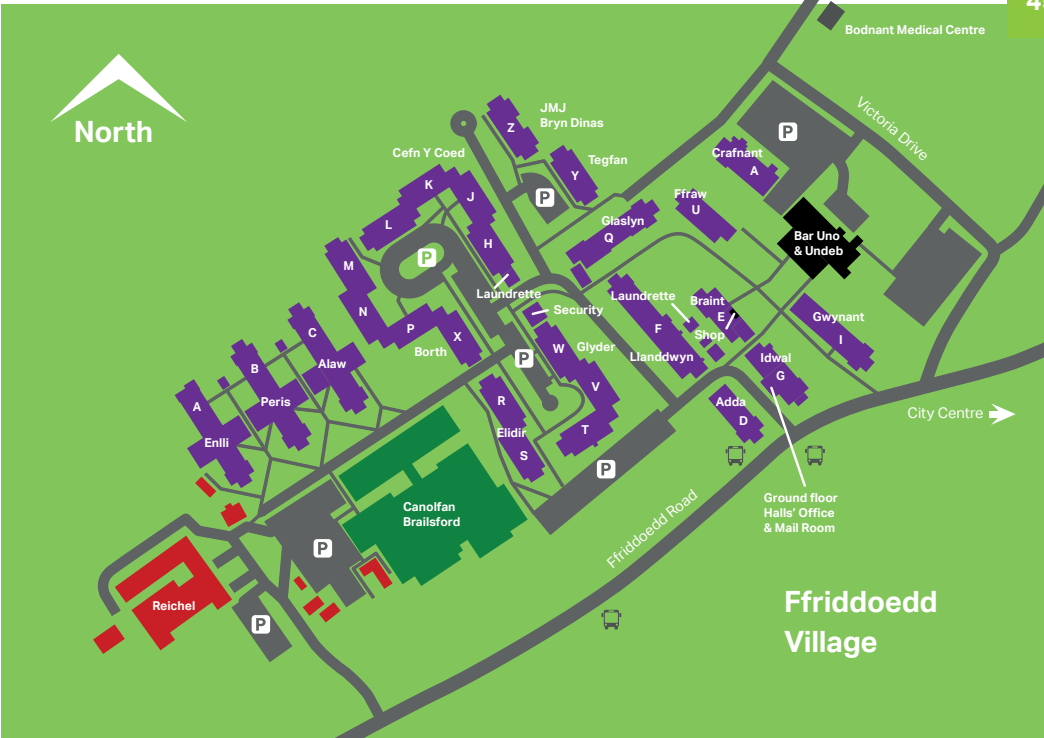 4
Bodnant Medical Centre
North
Victoria Drive
JMJ
Bryn Dinas
Z
P
Cefn Y Coed
Tegfan
Y
Crafnant
A
K
J
P
Ffraw
U
L
Glaslyn
Q
H
Bar Uno
& Undeb
M
P
Laundrette
Laundrette
Braint
E
N
Security
Shop
Gwynant
I
C
P
X
Borth
F
Llanddwyn
W
Glyder
P
Idwal
G
Alaw
B
V
Peris
R
Adda
D
City Centre
A
Enlli
Elidir
S
T
P
Canolfan
Brailsford
Ground floor
Halls' Office
& Mail Room
Ffriddoedd Road
P
Reichel
P
Ffriddoedd
Village